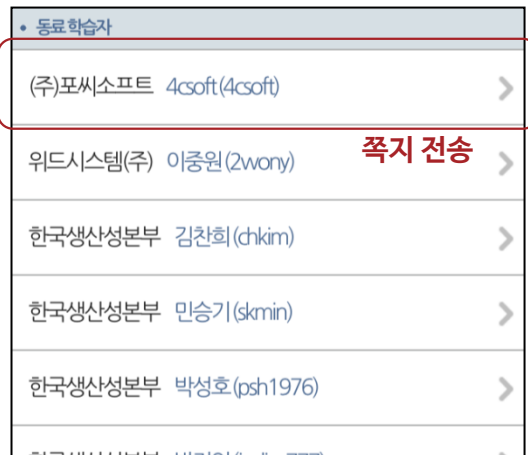 • 동료학습자
(주)포씨소프트 4csoft(4csoft)
쪽지 전송
위드시스템(주) 이중원(2wony)
한국생산성본부 김찬희(chkim)
한국생산성본부 민승기(skmin)
한국생산성본부 박성호(psh1976)